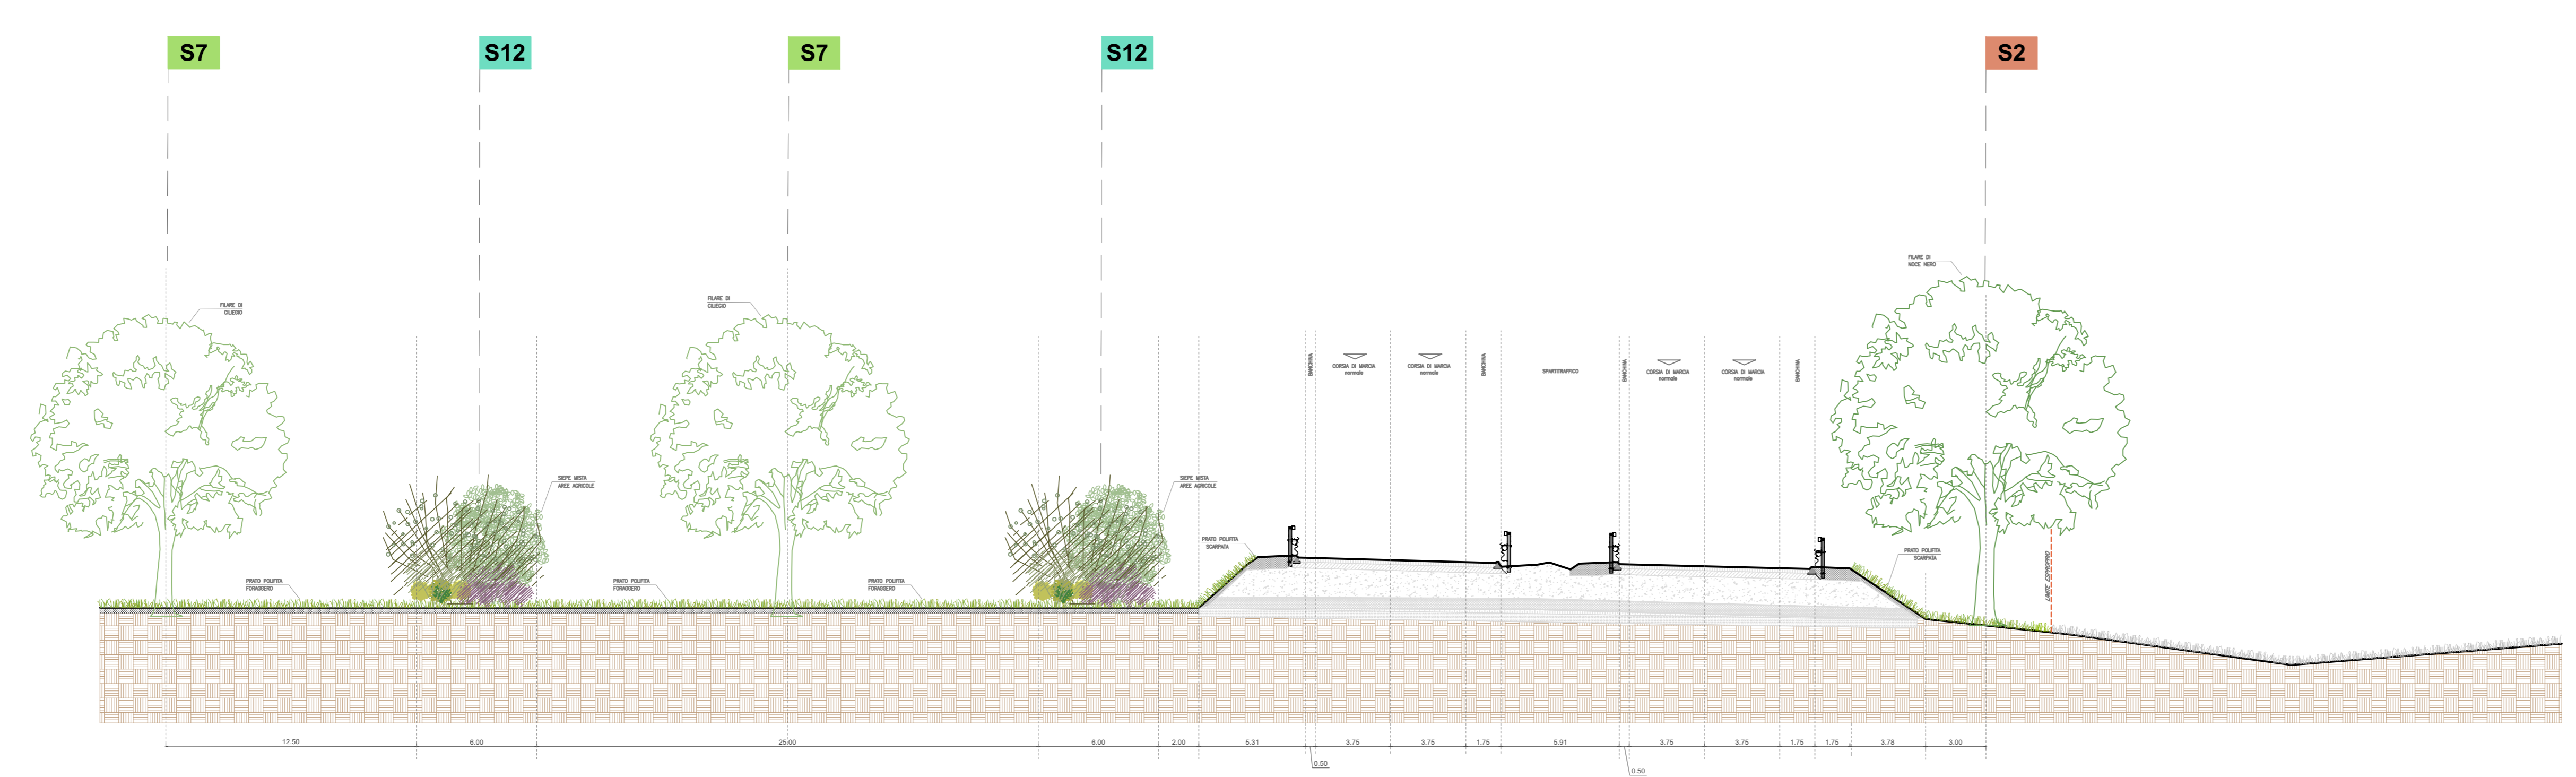 S7
S12
S7
S12
S2
FILARE DI
NOCE NERO
FILARE DI
CILIEGIO
FILARE DI
CILIEGIO
BANCHINA
CORSIA DI MARCIA
normale
CORSIA DI MARCIA
normale
BANCHINA
SPARTITRAFFICO
BANCHINA
CORSIA DI MARCIA
normale
CORSIA DI MARCIA
normale
BANCHINA
SIEPE MISTA
AREE AGRICOLE
SIEPE MISTA
AREE AGRICOLE
PRATO POLIFITA
SCARPATA
PRATO POLIFITA
SCARPATA
LIMITE ESPROPRIO
PRATO POLIFITA
FORAGGERO
PRATO POLIFITA
FORAGGERO
PRATO POLIFITA
FORAGGERO
12.50
6.00
25.00
6.00
2.00
5.31
0.50
3.75
3.75
1.75
5.91
0.50
3.75
3.75
1.75
1.75
3.78
3.00